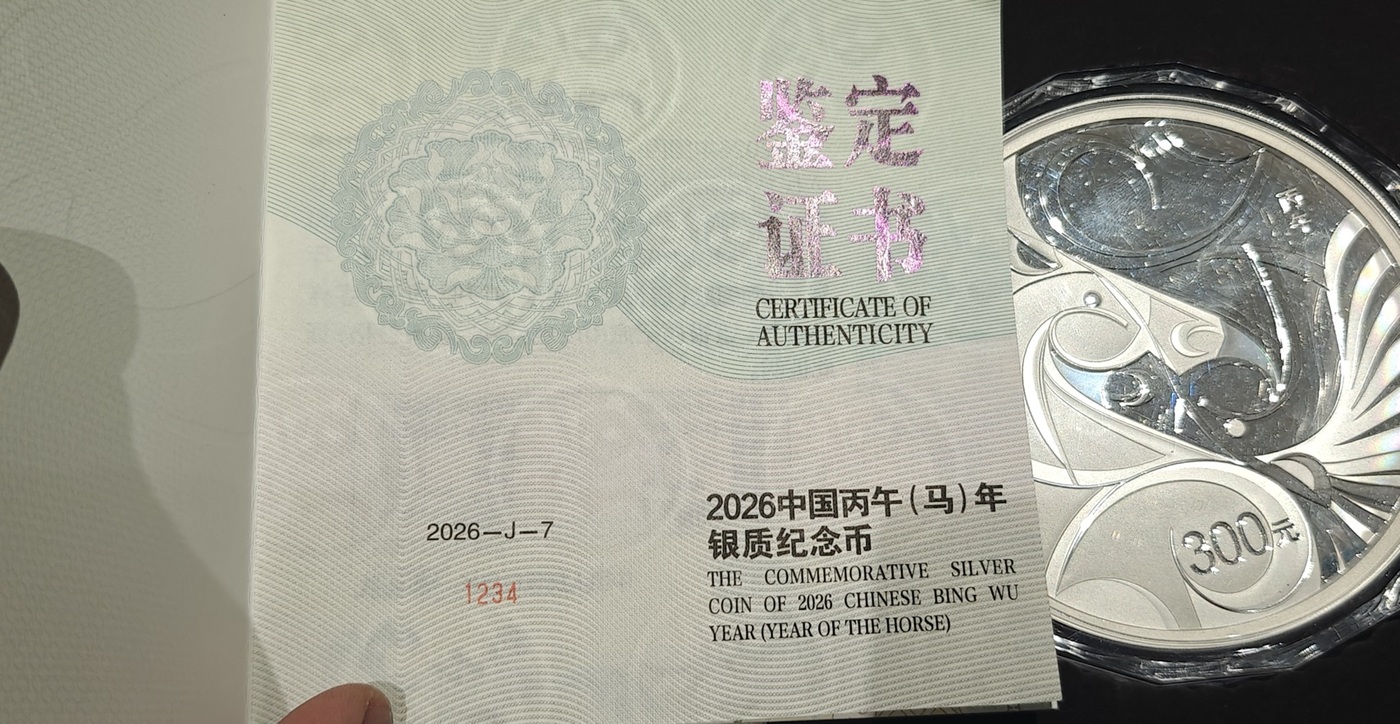 鉴定
证书
CERTIFICATE OF
AUTHENTICITY
2026—J—7
1234
2026中国丙午(马)年
银质纪念币
THE COMMEMORATIVE SILVER
COIN OF 2026 CHINESE BING WU
YEAR (YEAR OF THE HORSE)
300元